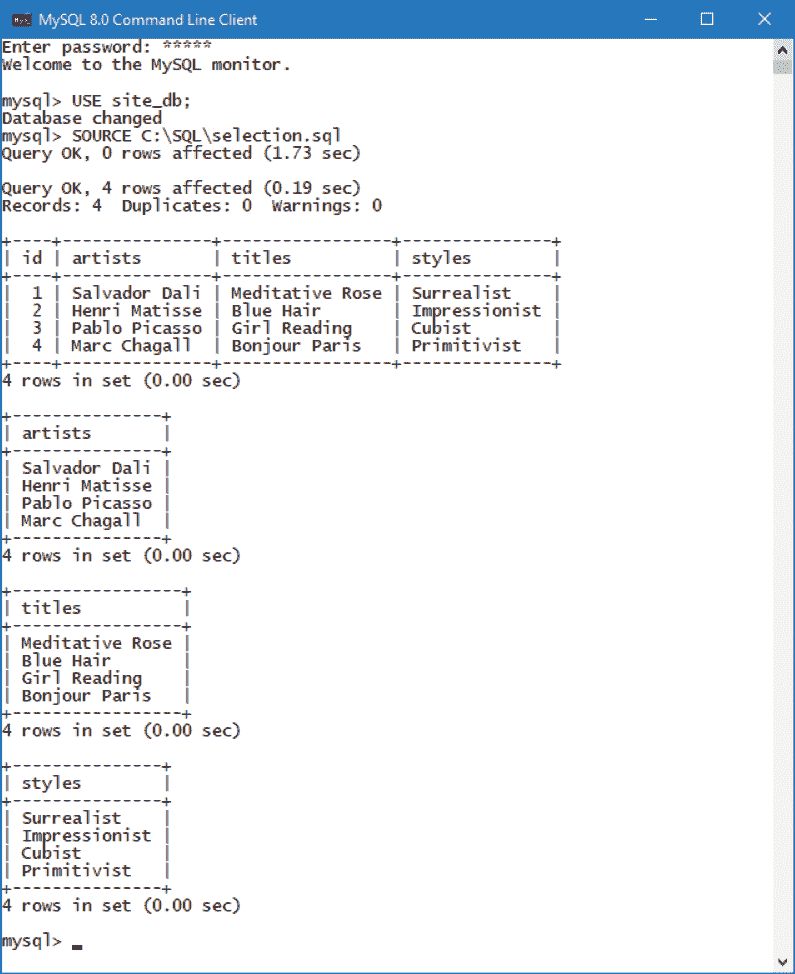 MySQL 8.0 Command Line Client
Enter password: *****
Welcome to the MySQL monitor.
mysql> USE site_db;
Database changed
mysql> SOURCE C:\SQL\selection.sql
Query OK, 0 rows affected (1.73 sec)
Query OK, 4 rows affected (0.19 sec)
Records: 4  Duplicates: 0  Warnings: 0
+----+---------------+-----------------+---------------+
| id | artists       | titles          | styles        |
+----+---------------+-----------------+---------------+
|  1 | Salvador Dali | Meditative Rose | Surrealist    |
|  2 | Henri Matisse | Blue Hair       | Impressionist |
|  3 | Pablo Picasso | Girl Reading    | Cubist        |
|  4 | Marc Chagall  | Bonjour Paris   | Primitivist   |
+----+---------------+-----------------+---------------+
4 rows in set (0.00 sec)
+---------------+
| artists       |
+---------------+
| Salvador Dali |
| Henri Matisse |
| Pablo Picasso |
| Marc Chagall  |
+---------------+
4 rows in set (0.00 sec)
+-----------------+
| titles          |
+-----------------+
| Meditative Rose |
| Blue Hair       |
| Girl Reading    |
| Bonjour Paris   |
+-----------------+
4 rows in set (0.00 sec)
+---------------+
| styles        |
+---------------+
| Surrealist    |
| Impressionist |
| Cubist        |
| Primitivist   |
+---------------+
4 rows in set (0.00 sec)
mysql> _